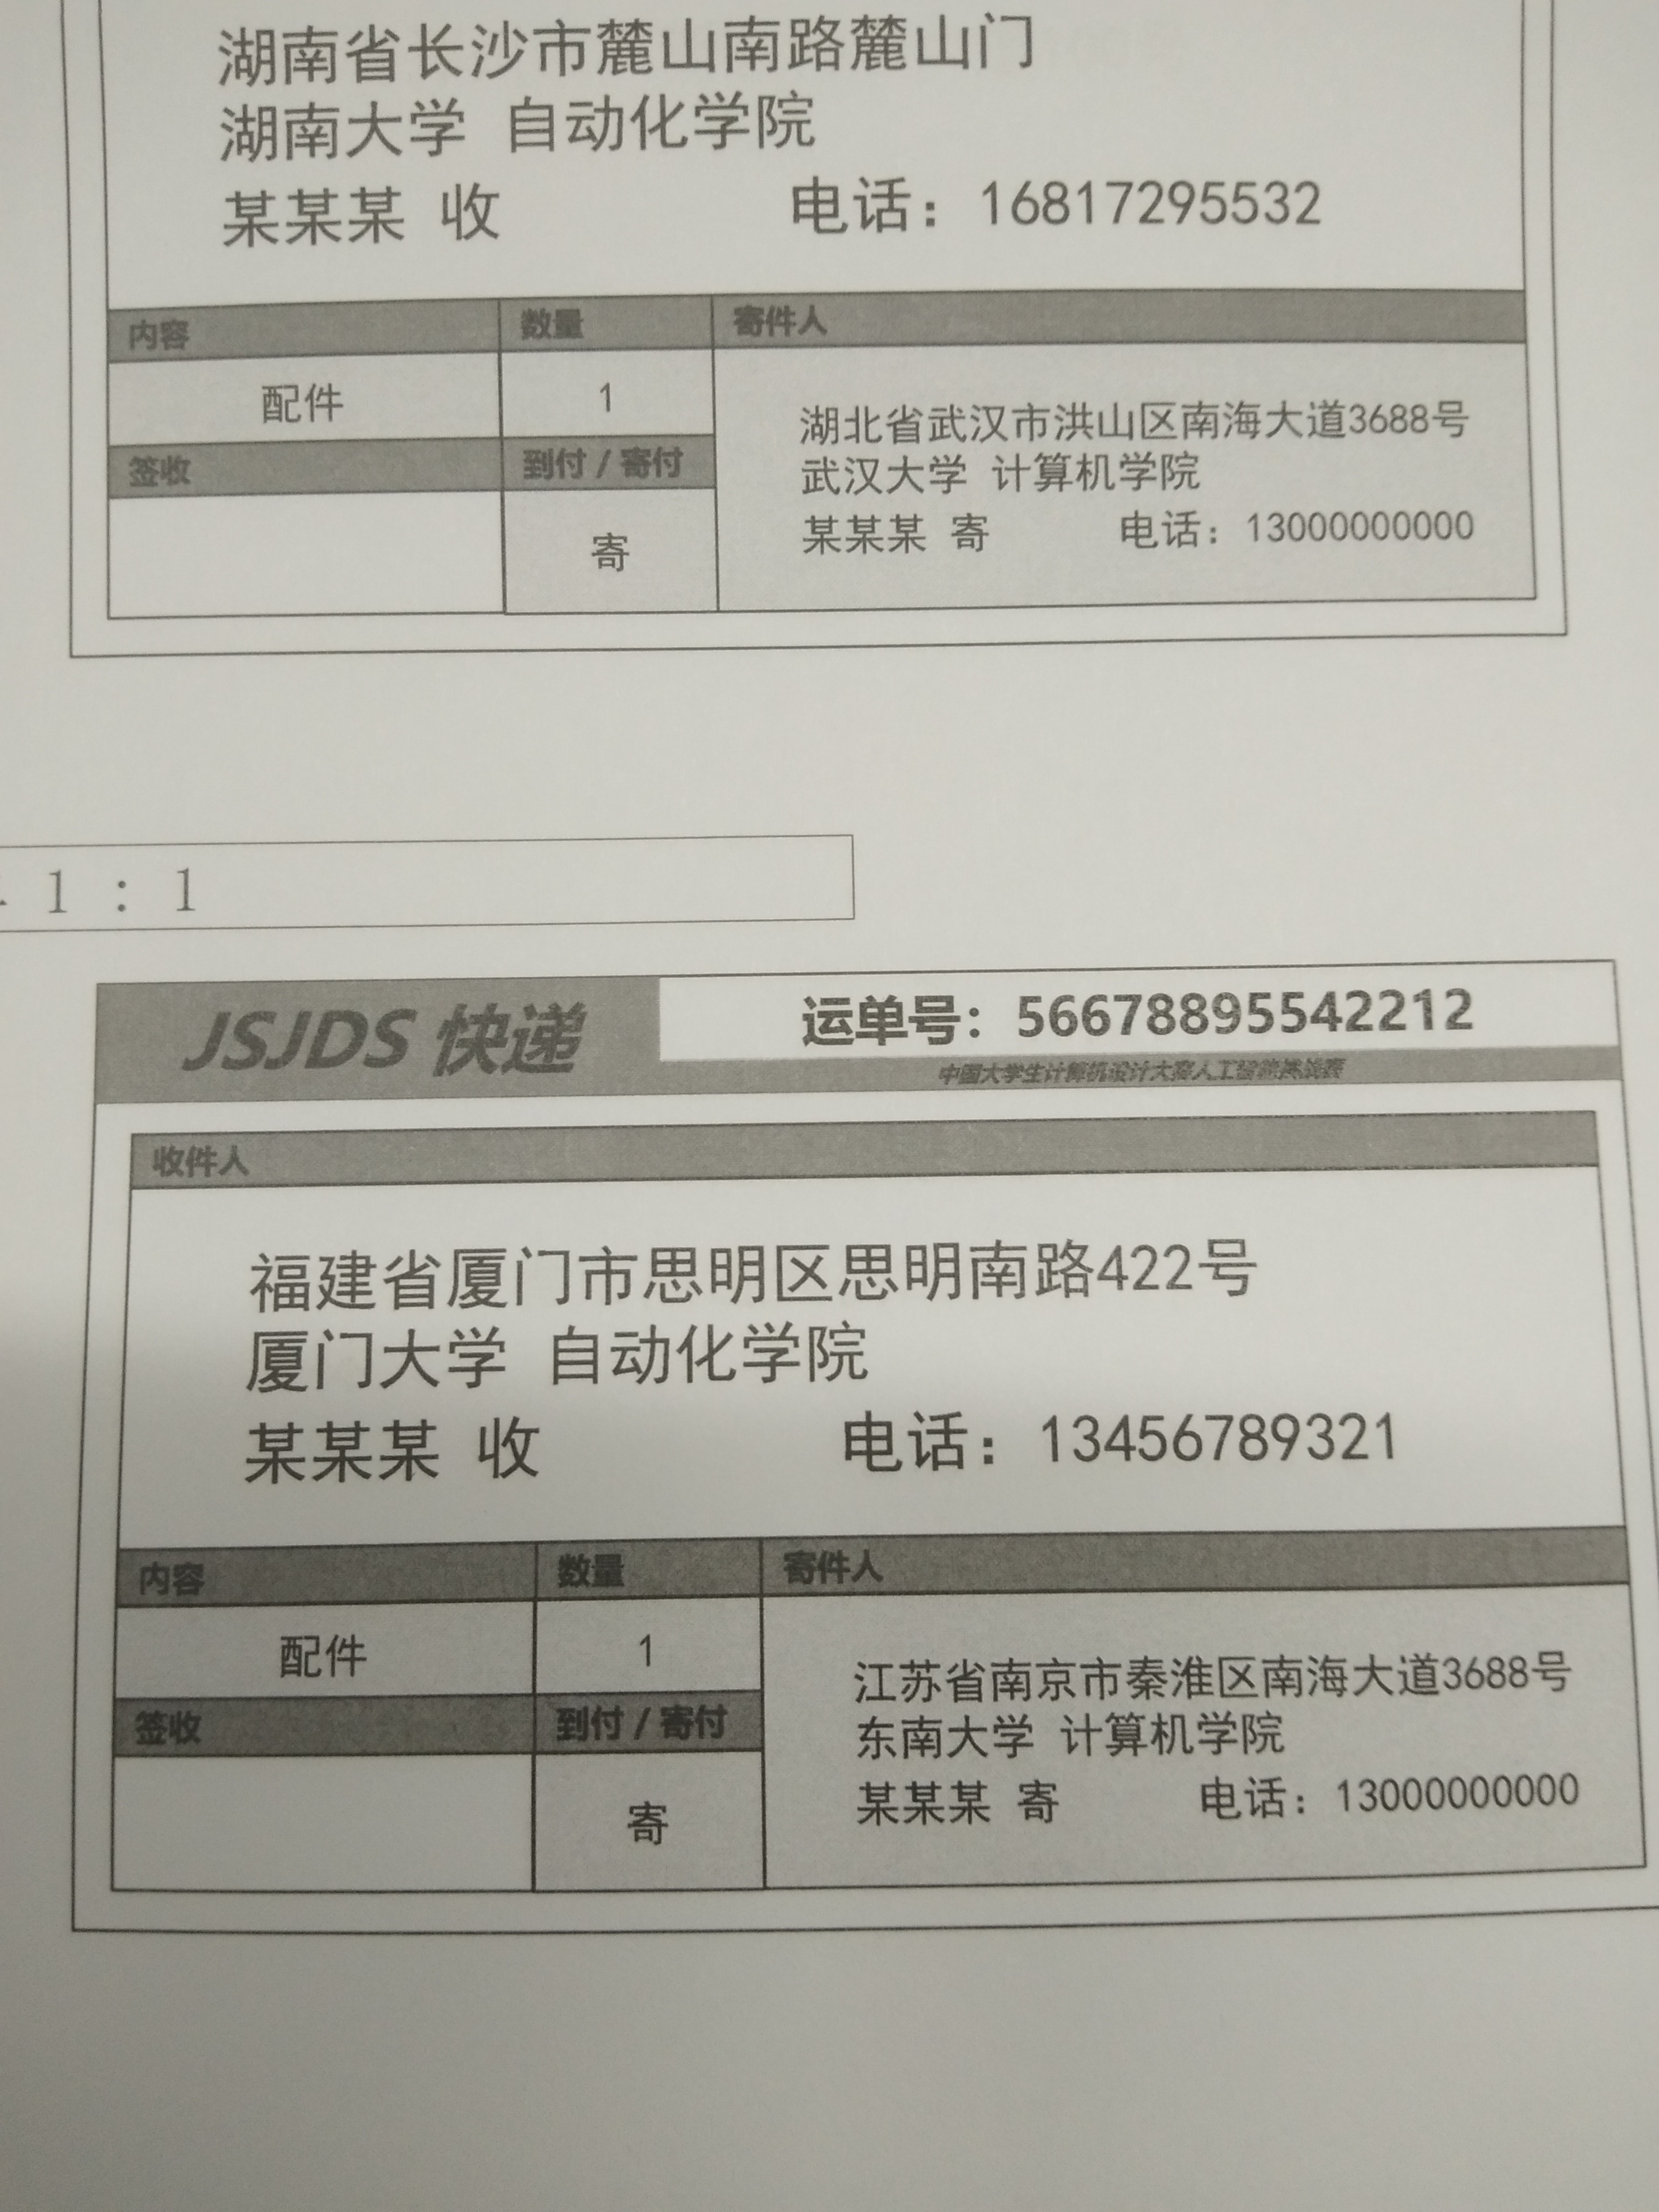 湖南省长沙市麓山南路麓山门
湖南大学 自动化学院
某某某 收 电话：16817295532
内容 数量 寄件人
配件 1
湖北省武汉市洪山区南海大道3688号
签收 到付 / 寄付
武汉大学 计算机学院
寄
某某某 寄 电话：13000000000
1 : 1
JSJDS 快递 运单号：56678895542212
中国大学生计算机设计大赛人工智能挑战赛
收件人
福建省厦门市思明区思明南路422号
厦门大学 自动化学院
某某某 收 电话：13456789321
内容 数量 寄件人
配件 1
江苏省南京市秦淮区南海大道3688号
签收 到付 / 寄付
东南大学 计算机学院
寄
某某某 寄 电话：13000000000